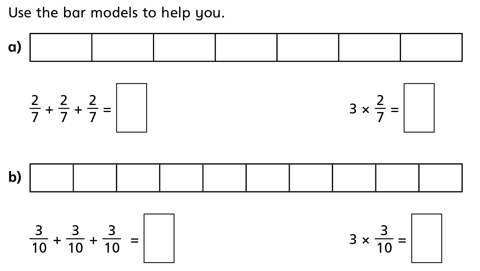 Use the bar models to help you.
a)
2/7 + 2/7 + 2/7 =
3 × 2/7 =
b)
3/10 + 3/10 + 3/10 =
3 × 3/10 =